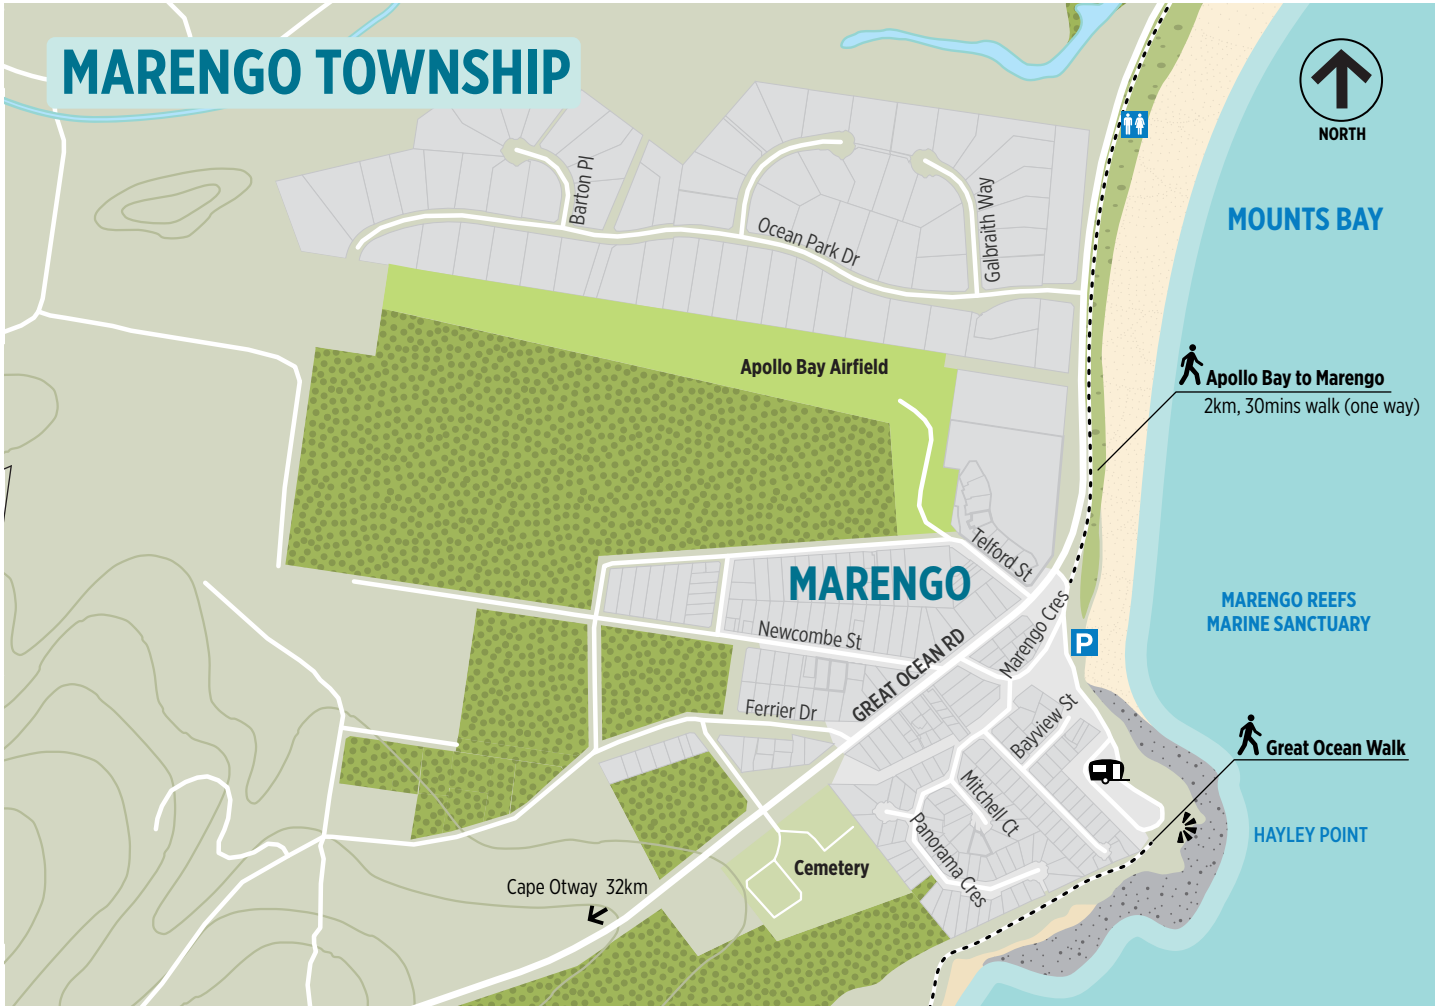 MARENGO TOWNSHIP
NORTH
MOUNTS BAY
Barton Pl
Ocean Park Dr
Galbraith Way
Apollo Bay Airfield
Apollo Bay to Marengo
2km, 30mins walk (one way)
Telford St
MARENGO
Marengo Cres
MARENGO REEFS
MARINE SANCTUARY
P
Newcombe St
GREAT OCEAN RD
Ferrier Dr
Bayview St
Great Ocean Walk
Mitchell Ct
Panorama Cres
HAYLEY POINT
Cemetery
Cape Otway 32km